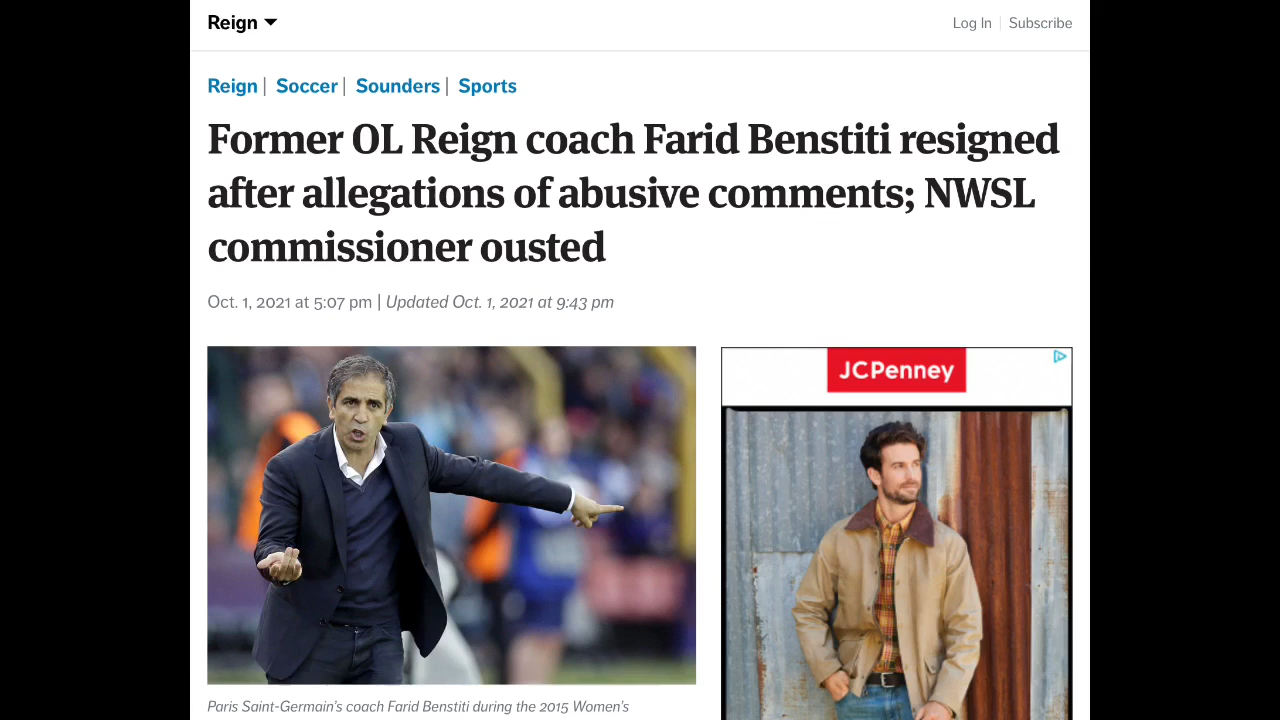 Reign
Log In | Subscribe
Reign | Soccer | Sounders | Sports
Former OL Reign coach Farid Benstiti resigned
after allegations of abusive comments; NWSL
commissioner ousted
Oct. 1, 2021 at 5:07 pm | Updated Oct. 1, 2021 at 9:43 pm
JCPenney
Paris Saint-Germain's coach Farid Benstiti during the 2015 Women's